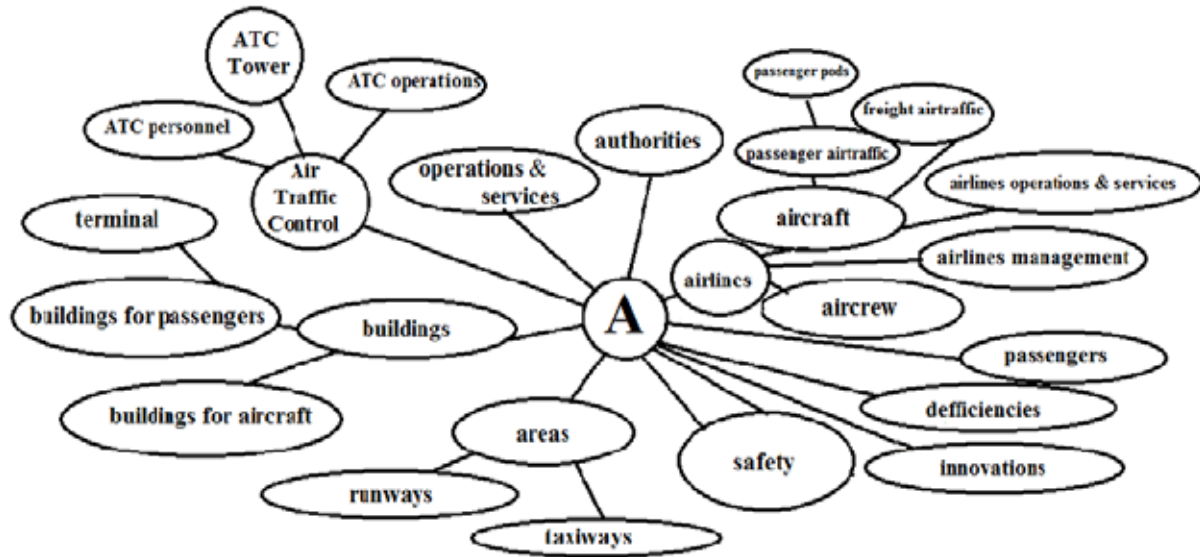 ATC
Tower
ATC operations
ATC personnel
Air
Traffic
Control
operations &
services
authorities
passenger pods
freight airtraffic
passenger airtraffic
airlines operations & services
aircraft
terminal
airlines management
airlines
A
aircrew
buildings for passengers
buildings
passengers
buildings for aircraft
defficiencies
areas
safety
innovations
runways
taxiways